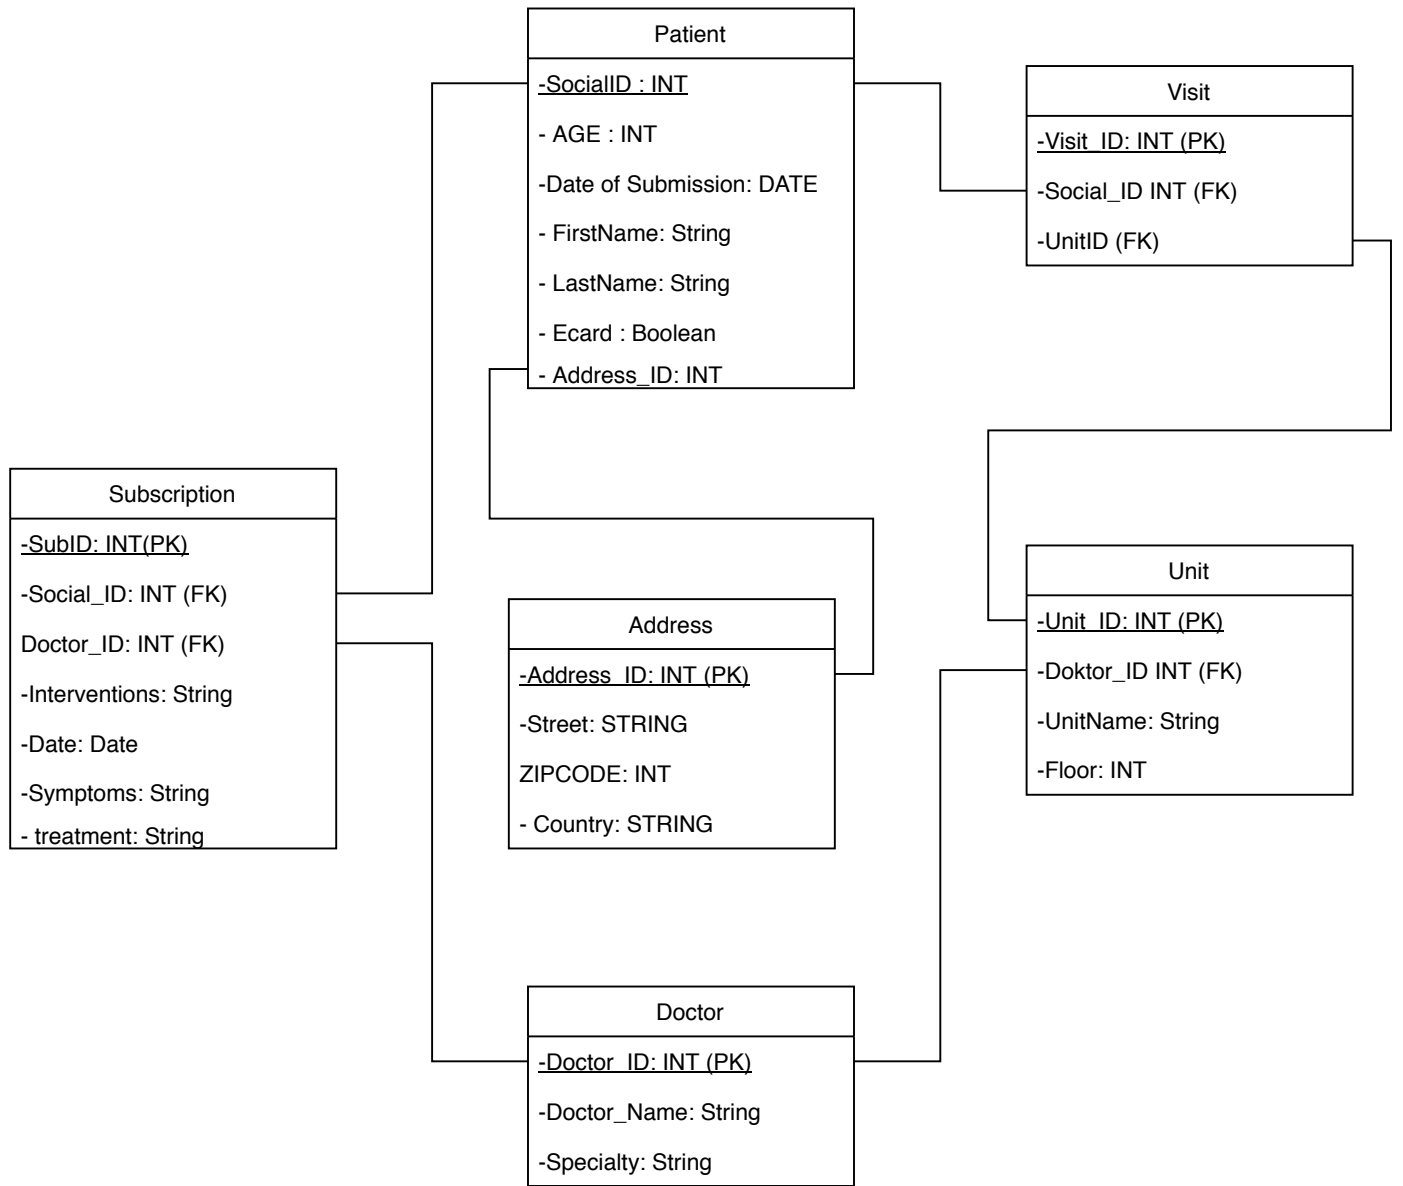 Patient
-SocialID : INT
- AGE : INT
-Date of Submission: DATE
- FirstName: String
- LastName: String
- Ecard : Boolean
- Address_ID: INT
Visit
-Visit_ID: INT (PK)
-Social_ID INT (FK)
-UnitID (FK)
Subscription
-SubID: INT(PK)
-Social_ID: INT (FK)
Doctor_ID: INT (FK)
-Interventions: String
-Date: Date
-Symptoms: String
- treatment: String
Address
-Address_ID: INT (PK)
-Street: STRING
ZIPCODE: INT
- Country: STRING
Unit
-Unit_ID: INT (PK)
-Doktor_ID INT (FK)
-UnitName: String
-Floor: INT
Doctor
-Doctor_ID: INT (PK)
-Doctor_Name: String
-Specialty: String